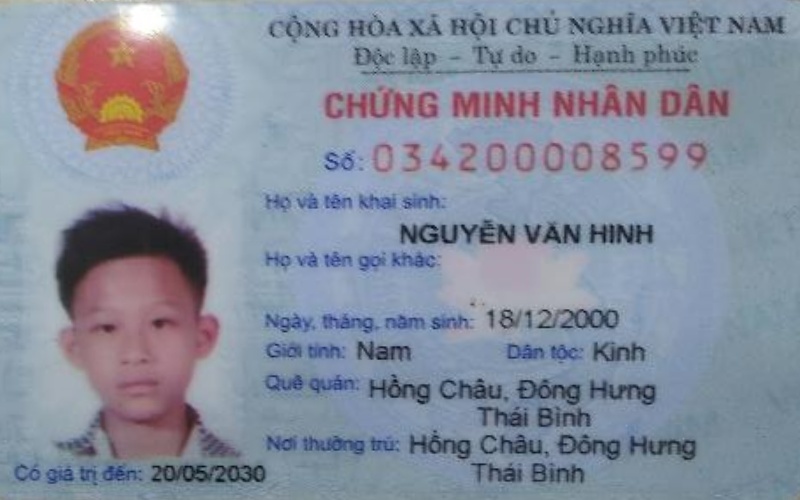 CỘNG HÒA XÃ HỘI CHỦ NGHĨA VIỆT NAM
Độc lập - Tự do - Hạnh phúc
CHỨNG MINH NHÂN DÂN
Số: 034200008599
Họ và tên khai sinh:
NGUYỄN VĂN HINH
Họ và tên gọi khác:
Ngày, tháng, năm sinh: 18/12/2000
Giới tính: Nam Dân tộc: Kinh
Quê quán: Hồng Châu, Đông Hưng
Thái Bình
Nơi thường trú: Hồng Châu, Đông Hưng
Thái Bình
Có giá trị đến: 20/05/2030